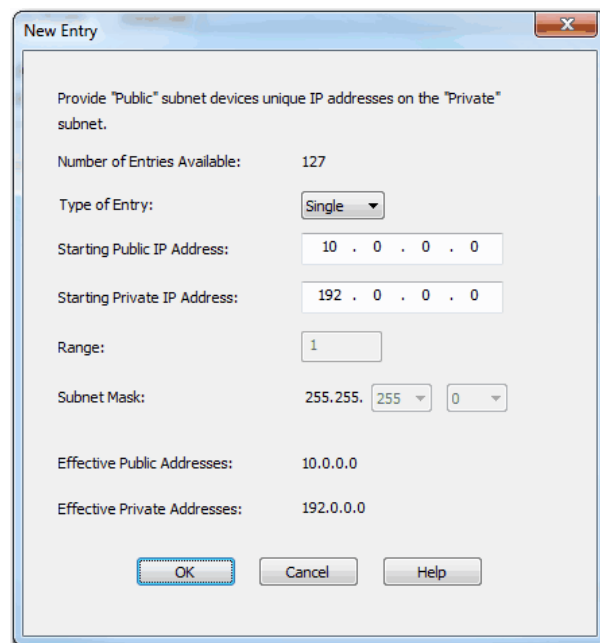 New Entry
Provide "Public" subnet devices unique IP addresses on the "Private"
subnet.
Number of Entries Available: 127
Type of Entry: Single
Starting Public IP Address: 10 . 0 . 0 . 0
Starting Private IP Address: 192 . 0 . 0 . 0
Range: 1
Subnet Mask: 255.255. 255 0
Effective Public Addresses: 10.0.0.0
Effective Private Addresses: 192.0.0.0
OK Cancel Help